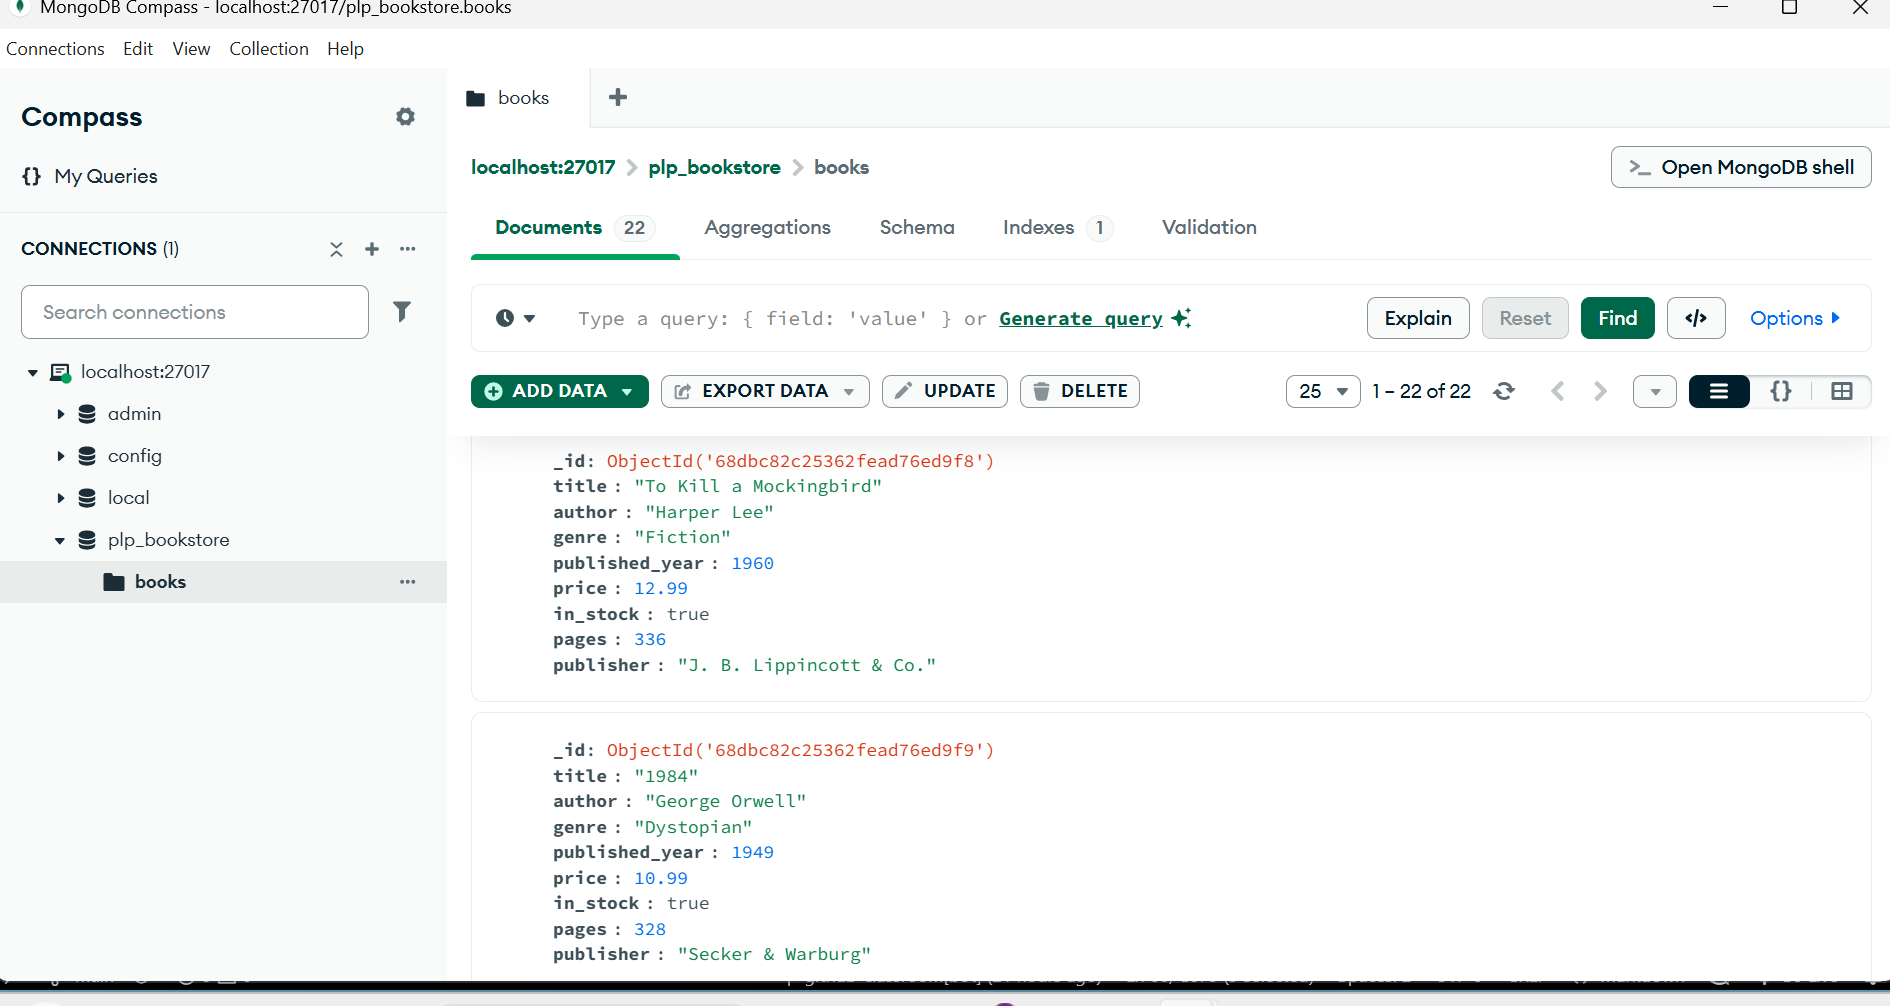 MongoDB Compass - localhost:27017/plp_bookstore.books
Connections Edit View Collection Help
Compass
{} My Queries
CONNECTIONS (1)
Search connections
localhost:27017
admin
config
local
plp_bookstore
books
books
localhost:27017 > plp_bookstore > books
>_ Open MongoDB shell
Documents 22 Aggregations Schema Indexes 1 Validation
Type a query: { field: 'value' } or Generate query
Explain Reset Find </> Options
ADD DATA EXPORT DATA UPDATE DELETE
25 1 – 22 of 22 {}
_id: ObjectId('68dbc82c25362fead76ed9f8')
title : "To Kill a Mockingbird"
author : "Harper Lee"
genre : "Fiction"
published_year : 1960
price : 12.99
in_stock : true
pages : 336
publisher : "J. B. Lippincott & Co."
_id: ObjectId('68dbc82c25362fead76ed9f9')
title : "1984"
author : "George Orwell"
genre : "Dystopian"
published_year : 1949
price : 10.99
in_stock : true
pages : 328
publisher : "Secker & Warburg"